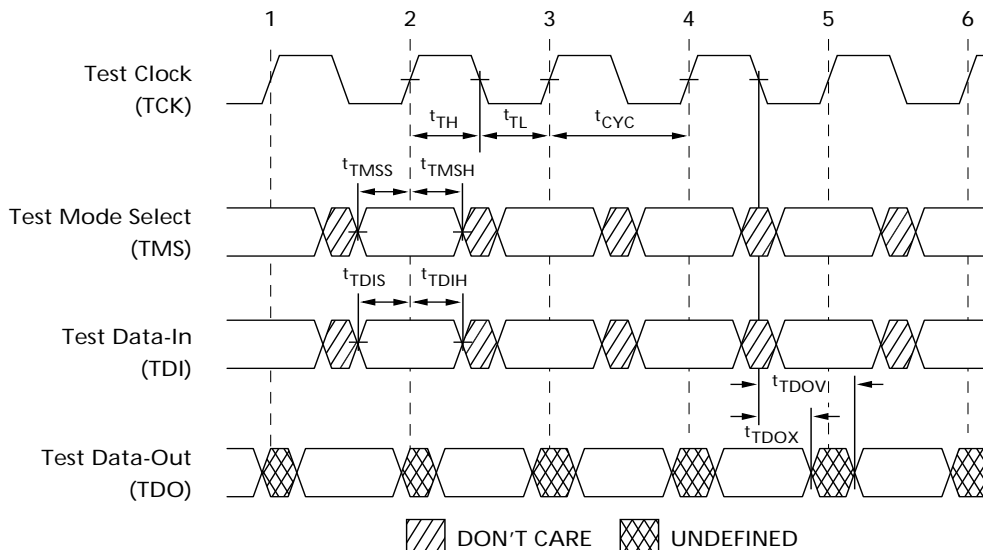 1 2 3 4 5 6
Test Clock
(TCK)
tTH tTL tCYC
tTMSS tTMSH
Test Mode Select
(TMS)
tTDIS tTDIH
Test Data-In
(TDI)
tTDOV
tTDOX
Test Data-Out
(TDO)
DON'T CARE UNDEFINED